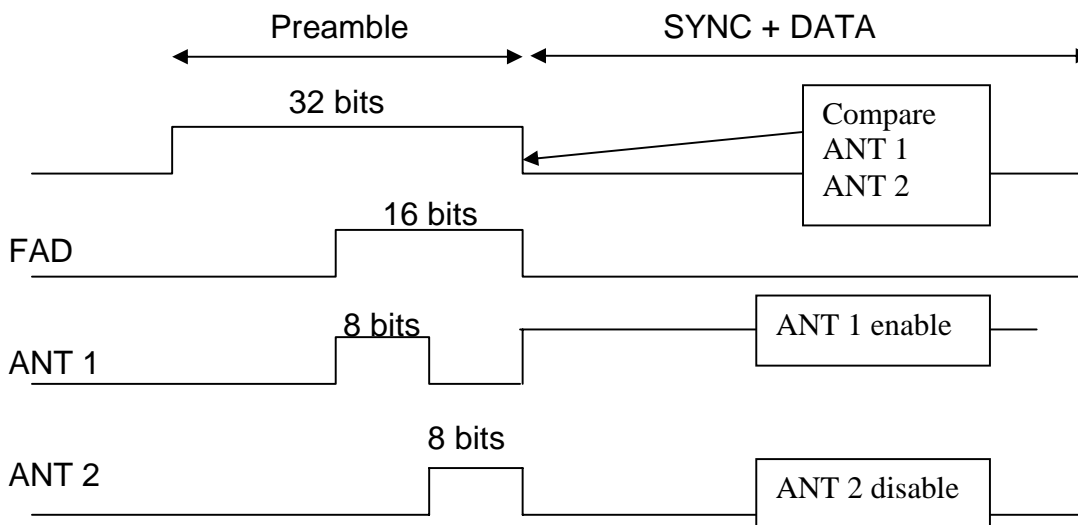 Preamble
SYNC + DATA
32 bits
Compare
ANT 1
ANT 2
16 bits
FAD
8 bits
ANT 1 enable
ANT 1
8 bits
ANT 2
ANT 2 disable